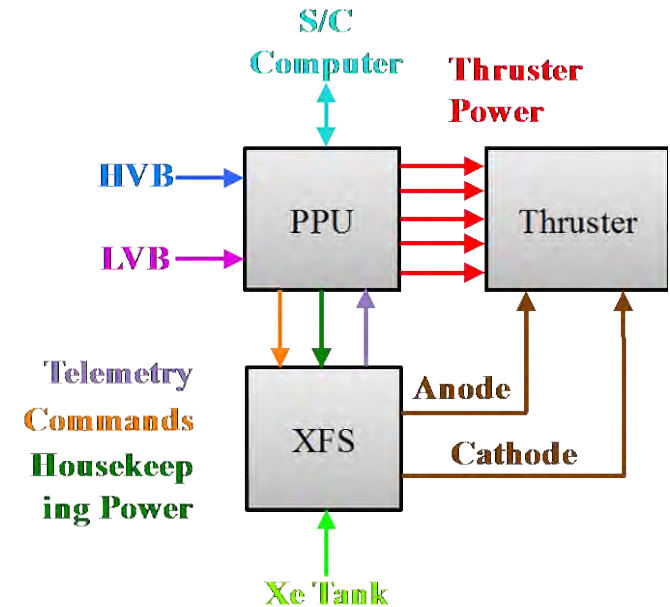 S/C
Computer
Thruster
Power
HVB
PPU
Thruster
LVB
Telemetry
Commands
Housekeep
ing Power
Anode
XFS
Cathode
Xe Tank